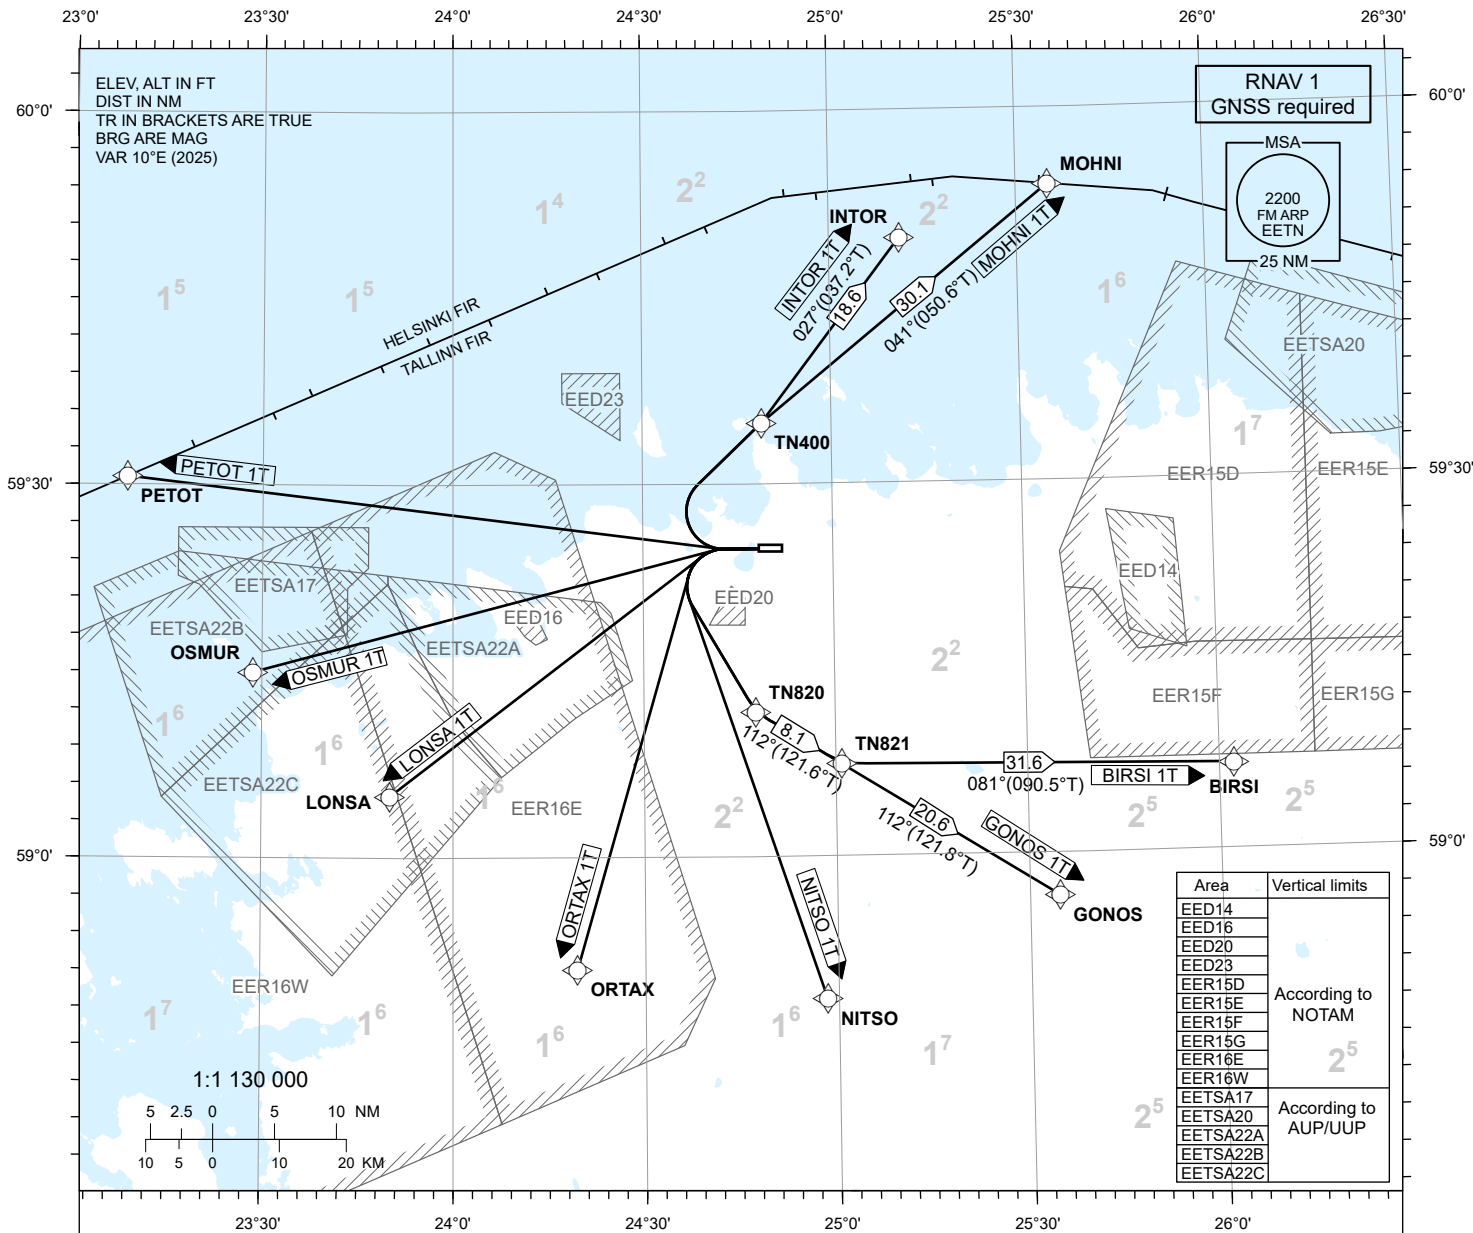 23°0'
23°30'
24°0'
24°30'
25°0'
25°30'
26°0'
26°30'
ELEV, ALT IN FT
DIST IN NM
TR IN BRACKETS ARE TRUE
BRG ARE MAG
VAR 10°E (2025)
RNAV 1
GNSS required
60°0'
60°0'
MSA
2200
FM ARP
EETN
25 NM
MOHNI
INTOR
1⁴
2²
2²
1⁵
1⁵
1⁶
INTOR 1T
027°(037.2°T)
18.6
MOHNI 1T
30.1
041°(050.6°T)
HELSINKI FIR
TALLINN FIR
EETSA20
EED23
TN400
1⁷
EER15D
EER15E
59°30'
59°30'
PETOT 1T
PETOT
EED14
EETSA17
EED20
EED16
EETSA22B
EETSA22A
OSMUR
OSMUR 1T
2²
EER15F
EER15G
TN820
1⁶
1⁶
LONSA 1T
8.1
112°(121.6°T)
TN821
31.6
081°(090.5°T)
BIRSI 1T
BIRSI
EETSA22C
LONSA
1⁶
EER16E
2²
20.6
112°(121.8°T)
GONOS 1T
2⁵
2⁵
59°0'
59°0'
ORTAX 1T
NITSO 1T
GONOS
EER16W
ORTAX
NITSO
1⁷
1⁶
1⁶
1⁶
1⁷
2⁵
2⁵
Area
Vertical limits
EED14
EED16
EED20
EED23
EER15D
EER15E
EER15F
EER15G
EER16E
EER16W
According to
NOTAM
EETSA17
EETSA20
EETSA22A
EETSA22B
EETSA22C
According to
AUP/UUP
1:1 130 000
5 2.5 0 5 10 NM
10 5 0 10 20 KM
23°30'
24°0'
24°30'
25°0'
25°30'
26°0'